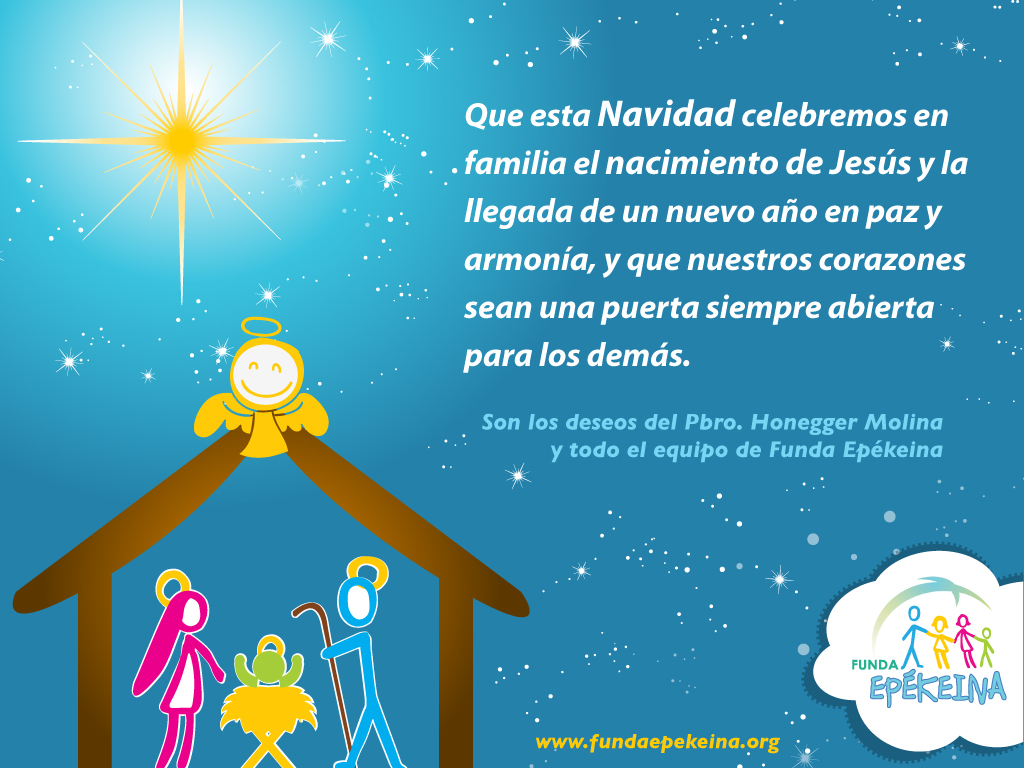 Que esta Navidad celebremos en
familia el nacimiento de Jesús y la
llegada de un nuevo año en paz y
armonía, y que nuestros corazones
sean una puerta siempre abierta
para los demás.
Son los deseos del Pbro. Honegger Molina
y todo el equipo de Funda Epékeina
FUNDA
EPÉKEINA
www.fundaepekeina.org